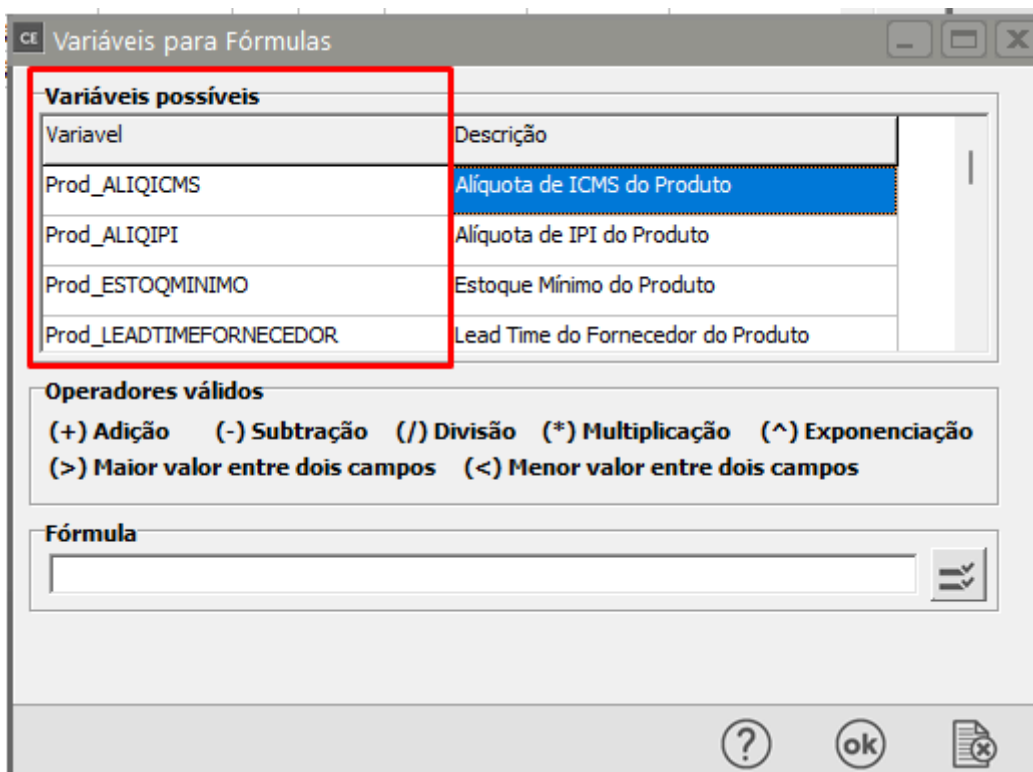 CE Variáveis para Fórmulas
Variáveis possíveis
Variavel Descrição
Prod_ALIQICMS Alíquota de ICMS do Produto
Prod_ALIQIPI Alíquota de IPI do Produto
Prod_ESTOQMINIMO Estoque Mínimo do Produto
Prod_LEADTIMEFORNECEDOR Lead Time do Fornecedor do Produto
Operadores válidos
(+) Adição (-) Subtração (/) Divisão (*) Multiplicação (^) Exponenciação
(>) Maior valor entre dois campos (<) Menor valor entre dois campos
Fórmula
? ok